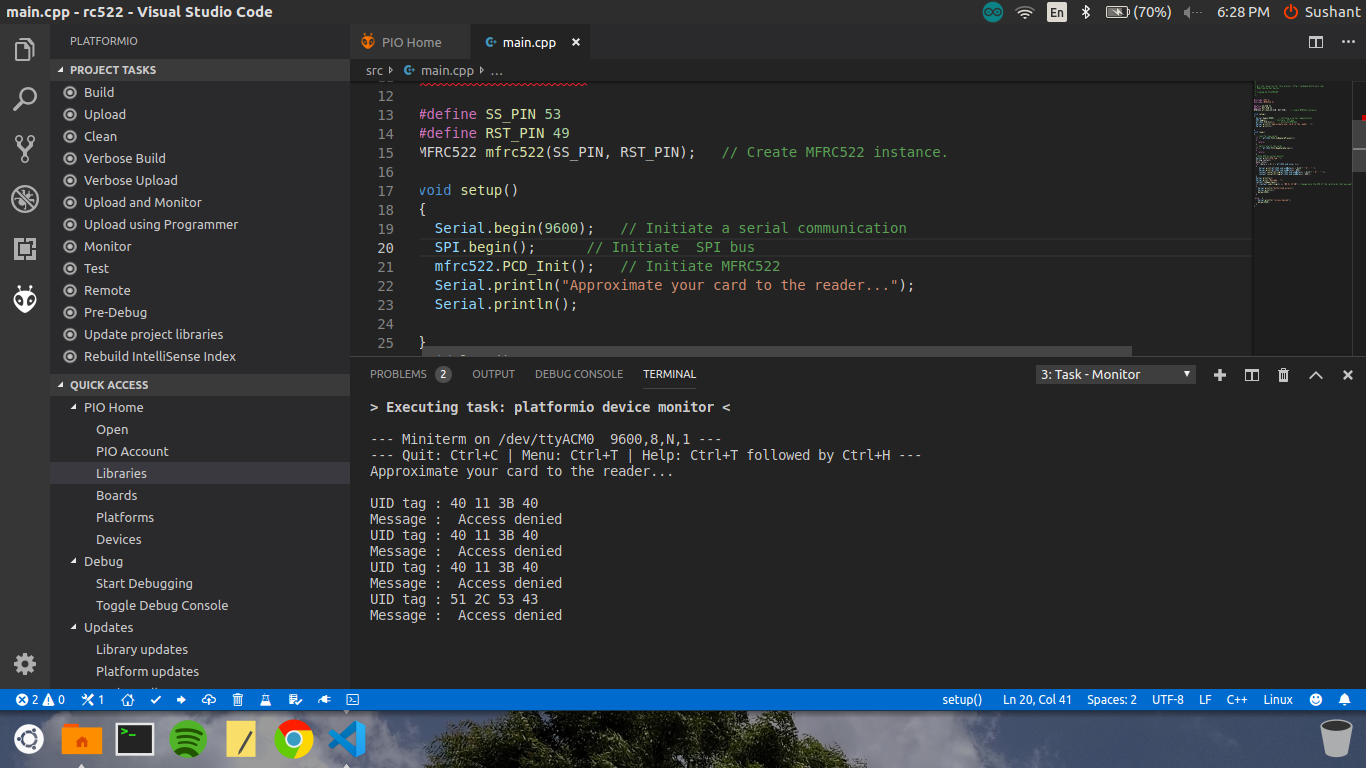 main.cpp - rc522 - Visual Studio Code
En (70%) 6:28 PM Sushant
PLATFORMIO
PROJECT TASKS
Build
Upload
Clean
Verbose Build
Verbose Upload
Upload and Monitor
Upload using Programmer
Monitor
Test
Remote
Pre-Debug
Update project libraries
Rebuild IntelliSense Index
QUICK ACCESS
PIO Home
Open
PIO Account
Libraries
Boards
Platforms
Devices
Debug
Start Debugging
Toggle Debug Console
Updates
Library updates
Platform updates
PIO Home main.cpp
src main.cpp ...
12
13 #define SS_PIN 53
14 #define RST_PIN 49
15 MFRC522 mfrc522(SS_PIN, RST_PIN);   // Create MFRC522 instance.
16
17 void setup()
18 {
19   Serial.begin(9600);   // Initiate a serial communication
20   SPI.begin();      // Initiate  SPI bus
21   mfrc522.PCD_Init();   // Initiate MFRC522
22   Serial.println("Approximate your card to the reader...");
23   Serial.println();
24
25 }
PROBLEMS 2 OUTPUT DEBUG CONSOLE TERMINAL 3: Task - Monitor
> Executing task: platformio device monitor <
--- Miniterm on /dev/ttyACM0  9600,8,N,1 ---
--- Quit: Ctrl+C | Menu: Ctrl+T | Help: Ctrl+T followed by Ctrl+H ---
Approximate your card to the reader...
UID tag : 40 11 3B 40
Message :  Access denied
UID tag : 40 11 3B 40
Message :  Access denied
UID tag : 40 11 3B 40
Message :  Access denied
UID tag : 51 2C 53 43
Message :  Access denied
2 0 1 setup() Ln 20, Col 41 Spaces: 2 UTF-8 LF C++ Linux